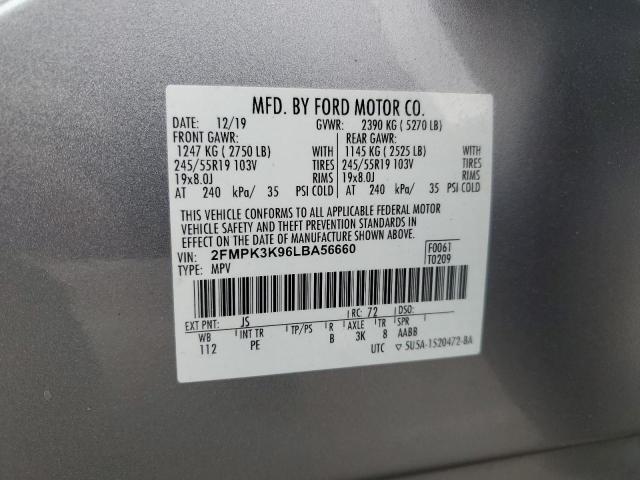 MFD. BY FORD MOTOR CO.
DATE: 12/19 GVWR: 2390 KG ( 5270 LB)
FRONT GAWR: REAR GAWR:
1247 KG ( 2750 LB) WITH 1145 KG ( 2525 LB) WITH
245/55R19 103V TIRES 245/55R19 103V TIRES
19x8.0J RIMS 19x8.0J RIMS
AT 240 kPa/ 35 PSI COLD AT 240 kPa/ 35 PSI COLD
THIS VEHICLE CONFORMS TO ALL APPLICABLE FEDERAL MOTOR
VEHICLE SAFETY AND THEFT PREVENTION STANDARDS IN
EFFECT ON THE DATE OF MANUFACTURE SHOWN ABOVE.
VIN: 2FMPK3K96LBA56660 F0061
TYPE: MPV T0209
EXT PNT: JS RC: 72 DSO:
WB INT TR TP/PS R AXLE TR SPR
112 PE B 3K 8 AABB
UTC ▽ 5U5A-1520472-BA